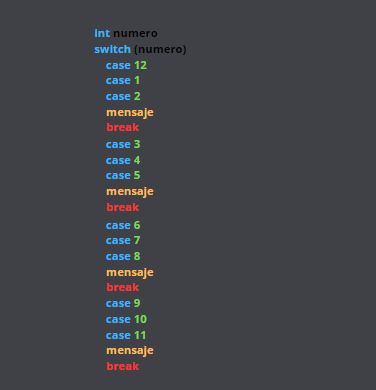 int numero
switch (numero)
case 12
case 1
case 2
mensaje
break
case 3
case 4
case 5
mensaje
break
case 6
case 7
case 8
mensaje
break
case 9
case 10
case 11
mensaje
break